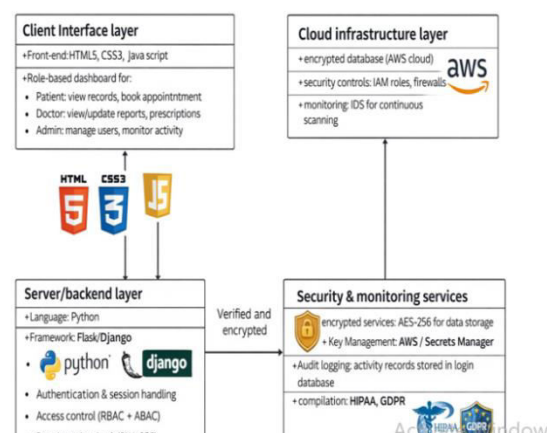 Client Interface layer
+Front-end:HTML5, CSS3, Java script
+Role-based dashboard for:
• Patient: view records, book appointntment
• Doctor: view/update reports, prescriptions
• Admin: manage users, monitor activity
Cloud infrastructure layer
+encrypted database (AWS cloud)
+security controls: IAM roles, firewalls
aws
+monitoring: IDS for continuous
scanning
HTML
5
CSS3
3
JS
Server/backend layer
+Language: Python
+Framework: Flask/Django
• python
django
• Authentication & session handling
• Access control (RBAC + ABAC)
Verified and
encrypted
Security & monitoring services
encrypted services: AES-256 for data storage
+ Key Management: AWS / Secrets Manager
+Audit logging: activity records stored in login
database
+compilation: HIPAA, GDPR
HIPAA
GDPR